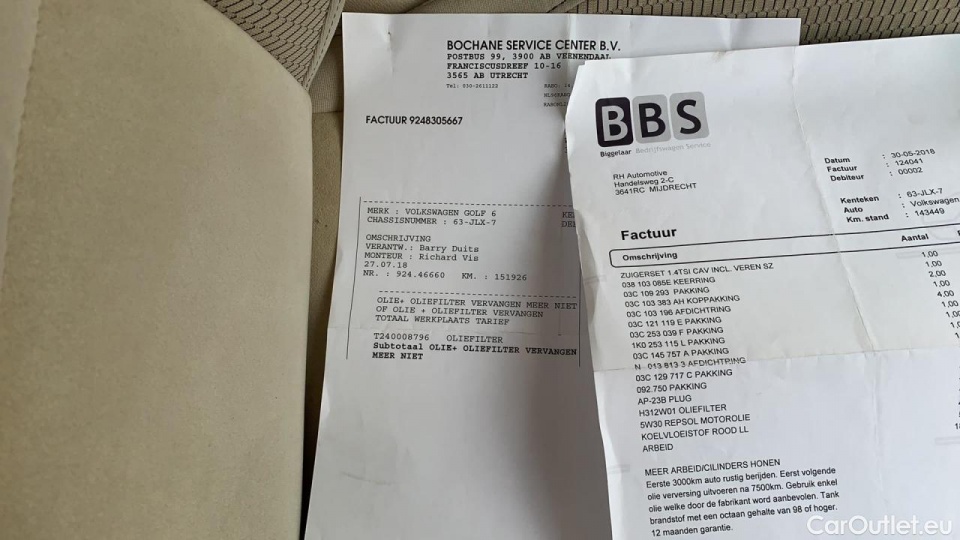 BOCHANE SERVICE CENTER B.V.
POSTBUS 99, 3900 AB VEENENDAAL
FRANCISCUSDREEF 10-16
3565 AB UTRECHT
Tel: 030-2611122
FACTUUR 9248305667
MERK : VOLKSWAGEN GOLF 6
CHASSISNUMMER : 63-JLX-7
OMSCHRIJVING
VERANTW.: Barry Duits
MONTEUR : Richard Vis
27.07.18
NR. : 924.46660 KM. : 151926
OLIE+ OLIEFILTER VERVANGEN MEER NIET
OF OLIE + OLIEFILTER VERVANGEN
TOTAAL WERKPLAATS TARIEF
T240008796 OLIEFILTER
Subtotaal OLIE+ OLIEFILTER VERVANGEN
MEER NIET
BBS
Biggelaar Bedrijfswagen Service
RH Automotive
Handelsweg 2-C
3641RC MIJDRECHT
Datum : 30-05-2018
Factuur : 124041
Debiteur : 00002
Kenteken : 63-JLX-7
Auto : Volkswagen
Km. stand : 143449
Factuur
Omschrijving Aantal
ZUIGERSET 1.4TSI CAV INCL. VEREN SZ 1,00
038 103 085E KEERRING 1,00
03C 109 293 PAKKING 2,00
03C 103 383 AH KOPPAKKING 1,00
03C 103 196 AFDICHTRING 4,00
03C 121 119 E PAKKING
03C 253 039 F PAKKING
1K0 253 115 L PAKKING
03C 145 757 A PAKKING
N 013 813 3 AFDICHTRING
03C 129 717 C PAKKING
092.750 PAKKING
AP-23B PLUG
H312W01 OLIEFILTER
5W30 REPSOL MOTOROLIE
KOELVLOEISTOF ROOD LL
ARBEID
MEER ARBEID/CILINDERS HONEN
Eerste 3000km auto rustig berijden. Eerst volgende
olie verversing uitvoeren na 7500km. Gebruik enkel
olie welke door de fabrikant word aanbevolen. Tank
brandstof met een octaan gehalte van 98 of hoger.
12 maanden garantie.
CarOutlet.eu